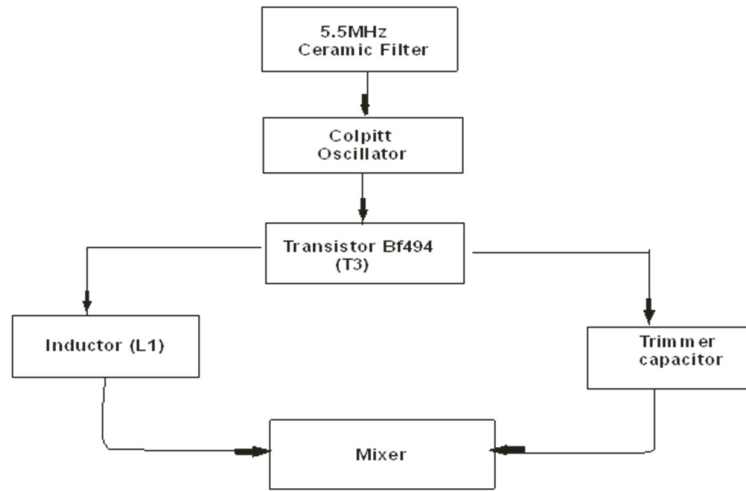 5.5MHz
Ceramic Filter
Colpitt
Oscillator
Transistor Bf494
(T3)
Inductor (L1)
Trimmer
capacitor
Mixer